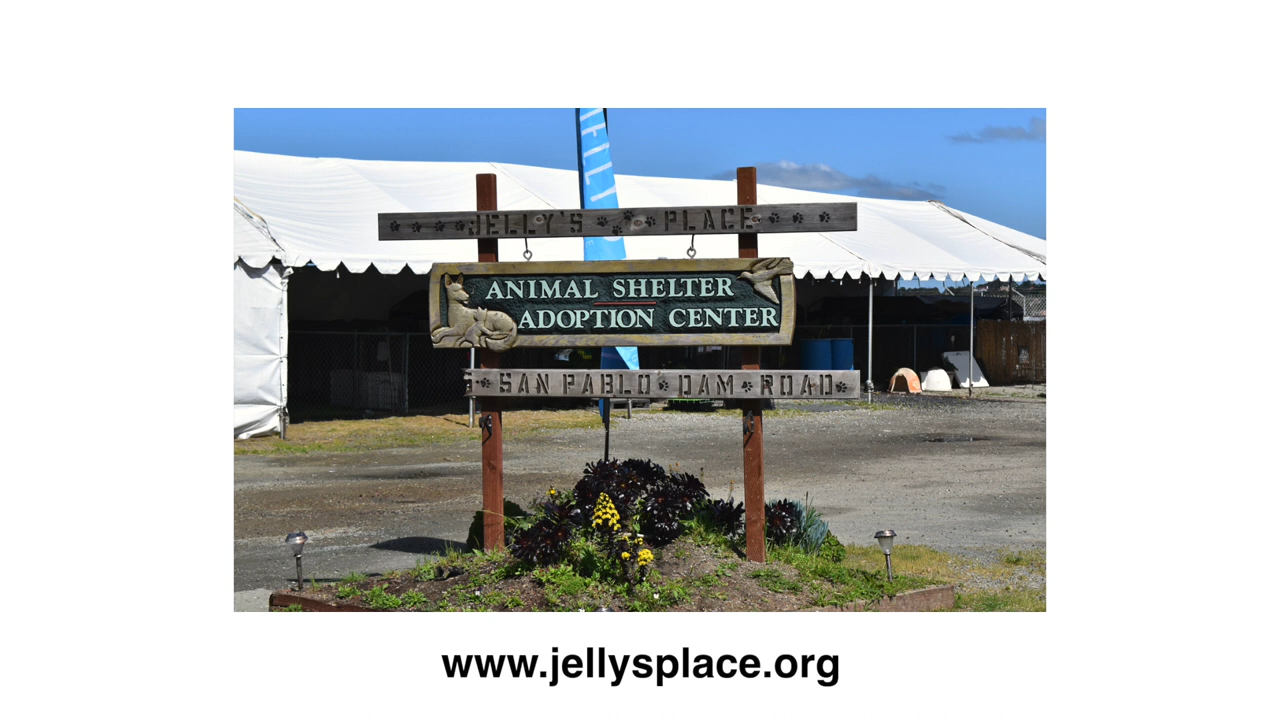 JELLY'S PLACE
ANIMAL SHELTER
ADOPTION CENTER
SAN PABLO DAM ROAD
www.jellysplace.org